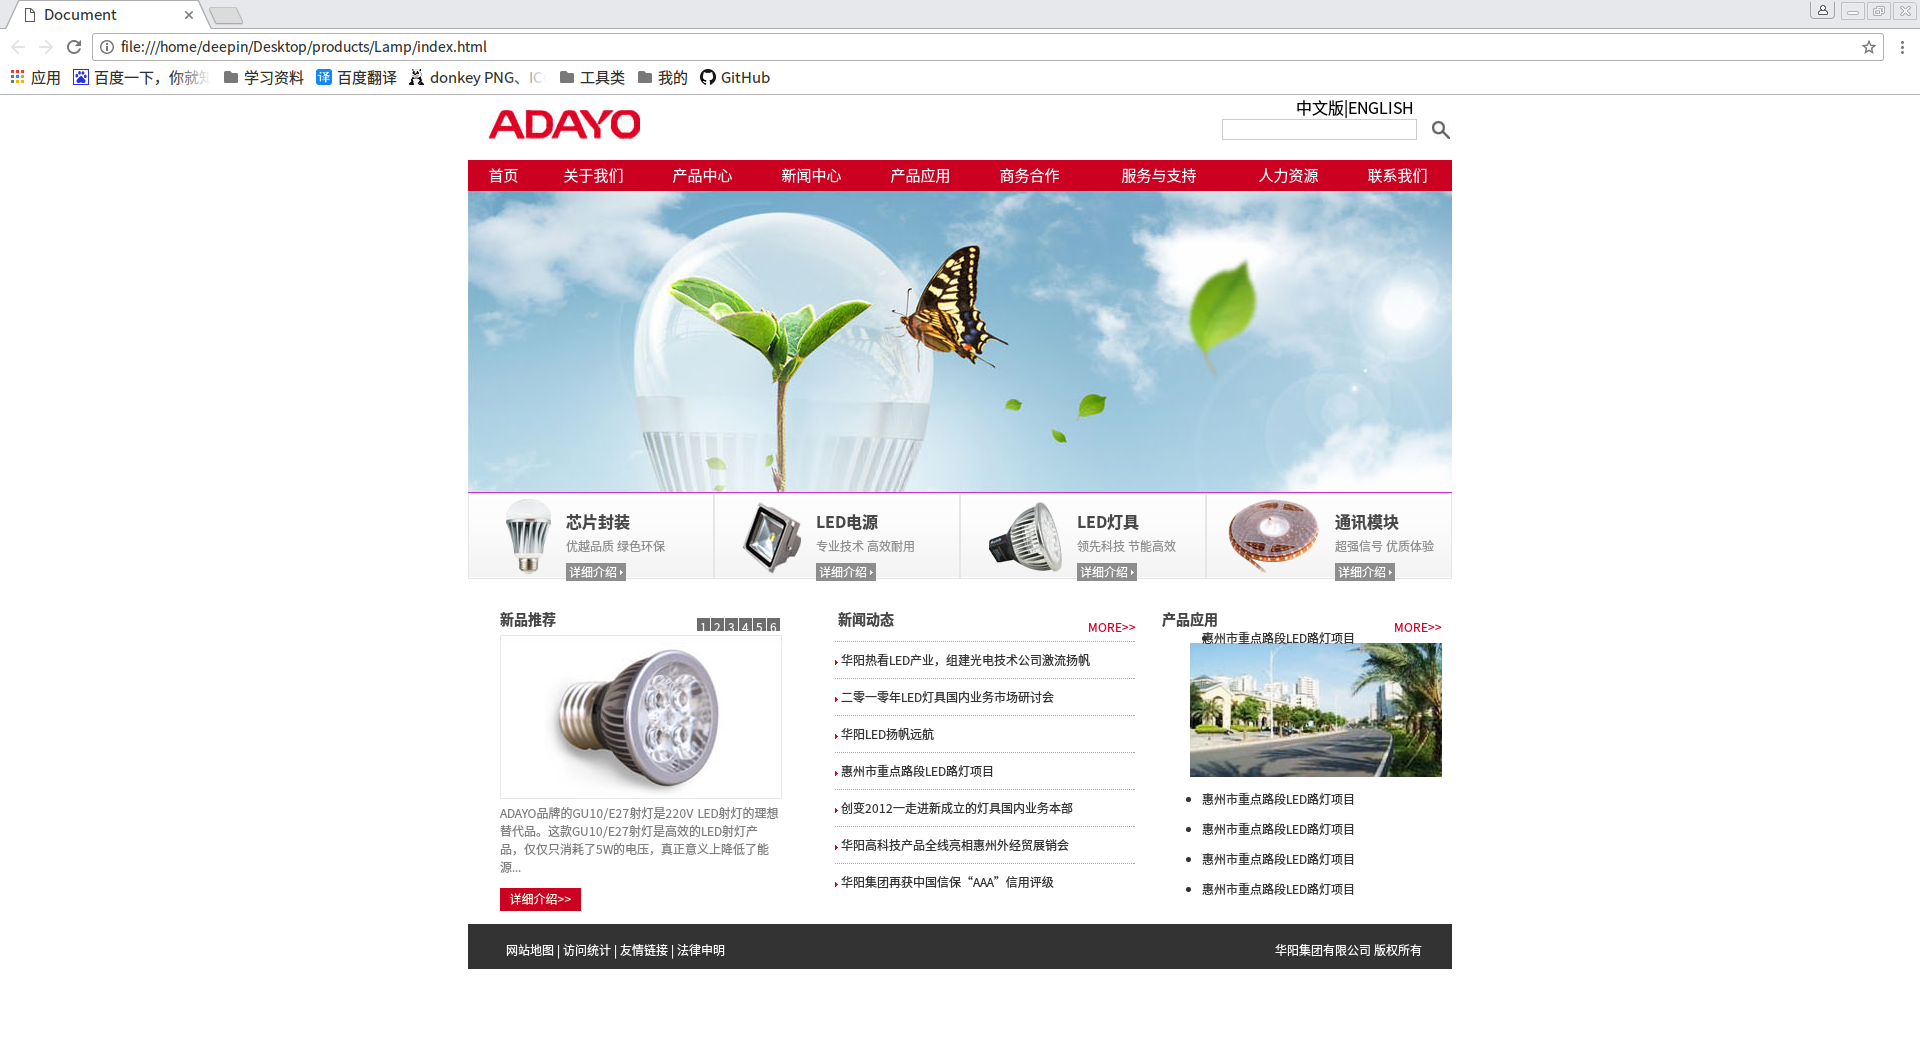 Document
file:///home/deepin/Desktop/products/Lamp/index.html
应用 百度一下，你就知 学习资料 百度翻译 donkey PNG、IC 工具类 我的 GitHub
ADAYO
中文版|ENGLISH
首页 关于我们 产品中心 新闻中心 产品应用 商务合作 服务与支持 人力资源 联系我们
芯片封装
优越品质 绿色环保
详细介绍
LED电源
专业技术 高效耐用
详细介绍
LED灯具
领先科技 节能高效
详细介绍
通讯模块
超强信号 优质体验
详细介绍
新品推荐
1 2 3 4 5 6
ADAYO品牌的GU10/E27射灯是220V LED射灯的理想
替代品。这款GU10/E27射灯是高效的LED射灯产
品，仅仅只消耗了5W的电压，真正意义上降低了能
源...
详细介绍>>
新闻动态
MORE>>
华阳热看LED产业，组建光电技术公司激流扬帆
二零一零年LED灯具国内业务市场研讨会
华阳LED扬帆远航
惠州市重点路段LED路灯项目
创变2012一走进新成立的灯具国内业务本部
华阳高科技产品全线亮相惠州外经贸展销会
华阳集团再获中国信保“AAA”信用评级
产品应用
MORE>>
惠州市重点路段LED路灯项目
惠州市重点路段LED路灯项目
惠州市重点路段LED路灯项目
惠州市重点路段LED路灯项目
惠州市重点路段LED路灯项目
网站地图 | 访问统计 | 友情链接 | 法律申明
华阳集团有限公司 版权所有